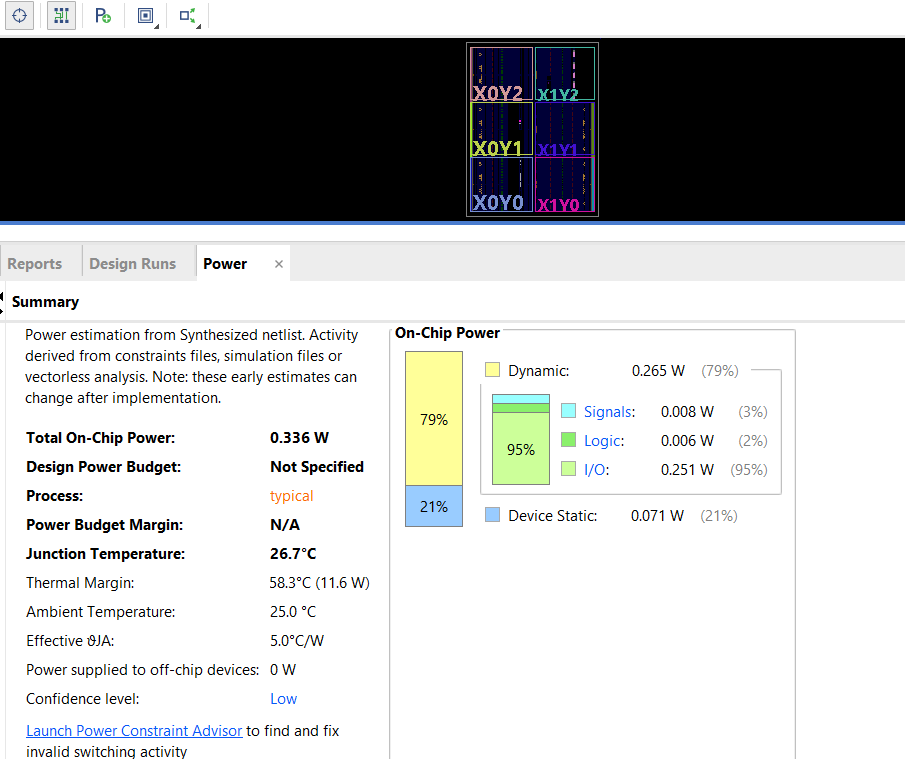 X0Y2 X1Y2
X0Y1 X1Y1
X0Y0 X1Y0
Reports Design Runs Power ×
Summary
Power estimation from Synthesized netlist. Activity
derived from constraints files, simulation files or
vectorless analysis. Note: these early estimates can
change after implementation.
Total On-Chip Power: 0.336 W
Design Power Budget: Not Specified
Process: typical
Power Budget Margin: N/A
Junction Temperature: 26.7°C
Thermal Margin: 58.3°C (11.6 W)
Ambient Temperature: 25.0 °C
Effective ϑJA: 5.0°C/W
Power supplied to off-chip devices: 0 W
Confidence level: Low
Launch Power Constraint Advisor to find and fix
invalid switching activity
On-Chip Power
79%
21%
Dynamic: 0.265 W (79%)
95%
Signals: 0.008 W (3%)
Logic: 0.006 W (2%)
I/O: 0.251 W (95%)
Device Static: 0.071 W (21%)